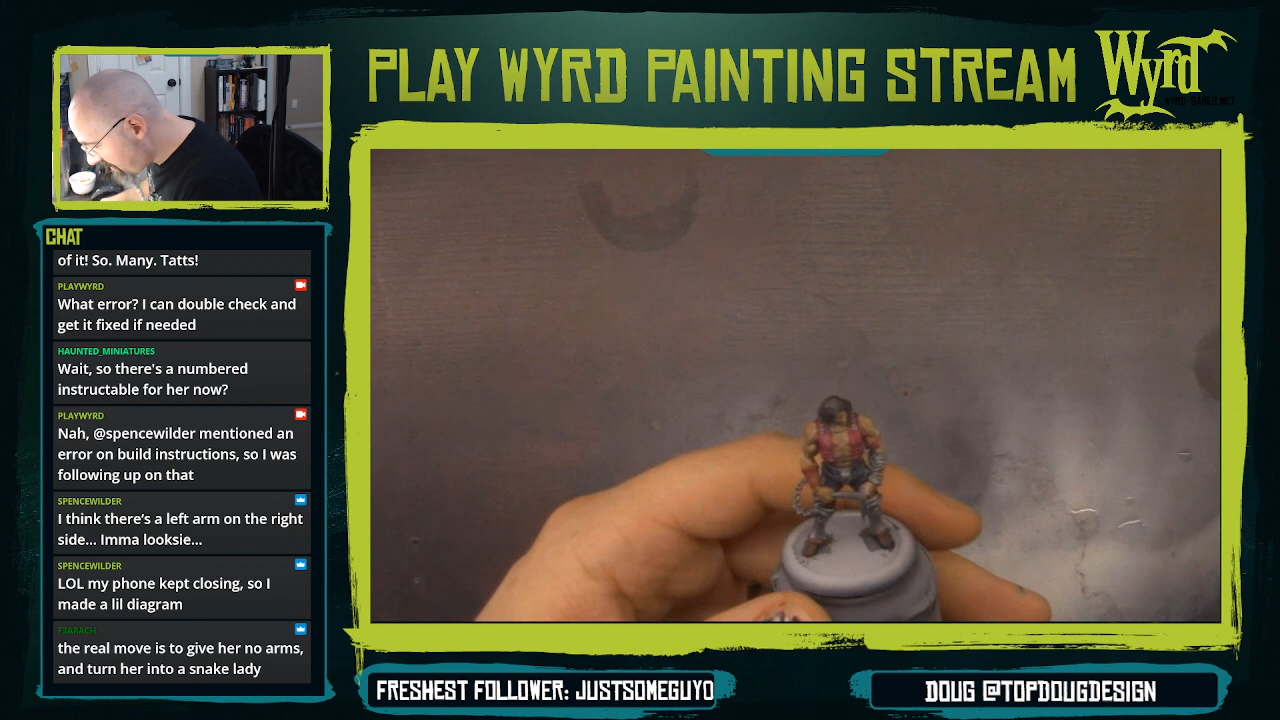 PLAY WYRD PAINTING STREAM
Wyrd
WYRD-GAMES.NET
CHAT
of it! So. Many. Tatts!
PLAYWYRD
What error? I can double check and
get it fixed if needed
HAUNTED_MINIATURES
Wait, so there's a numbered
instructable for her now?
PLAYWYRD
Nah, @spencewilder mentioned an
error on build instructions, so I was
following up on that
SPENCEWILDER
I think there's a left arm on the right
side... Imma looksie...
SPENCEWILDER
LOL my phone kept closing, so I
made a lil diagram
the real move is to give her no arms,
and turn her into a snake lady
FRESHEST FOLLOWER: JUSTSOMEGUYO
DOUG @TOPDOUGDESIGN